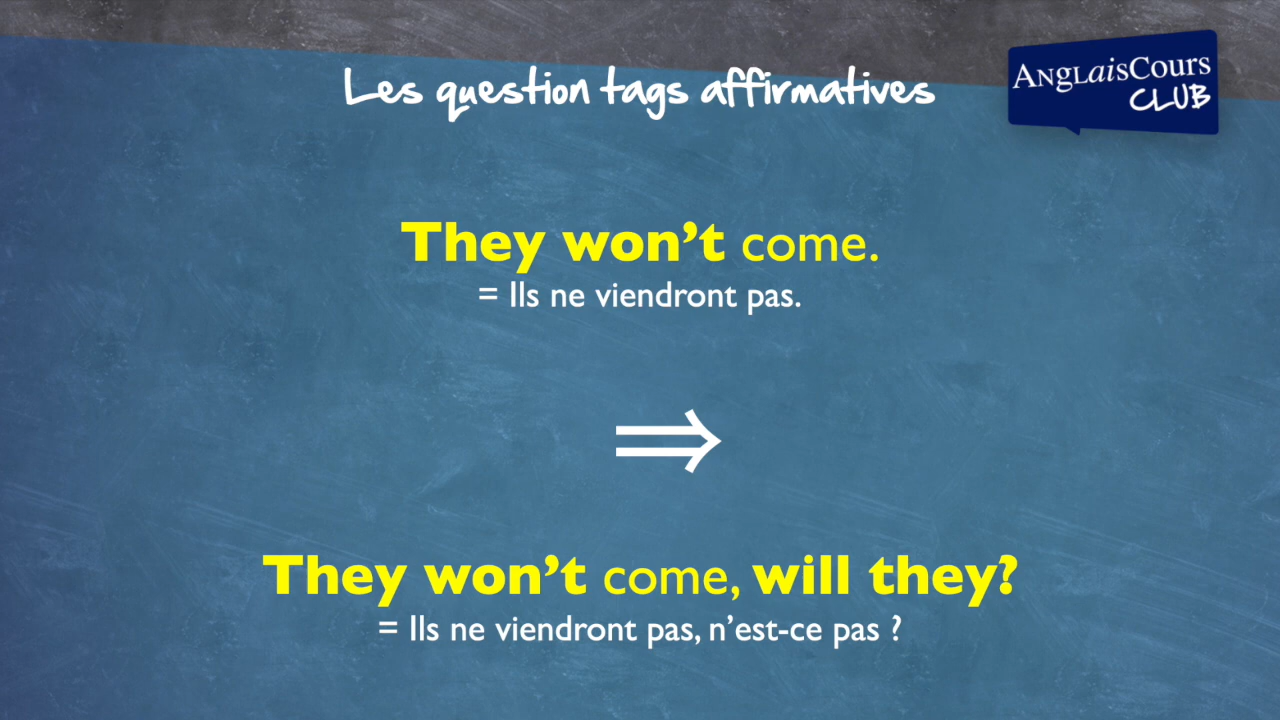 Les question tags affirmatives
AnglaisCours
CLUB
They won’t come.
= Ils ne viendront pas.
⇒
They won’t come, will they?
= Ils ne viendront pas, n’est-ce pas ?